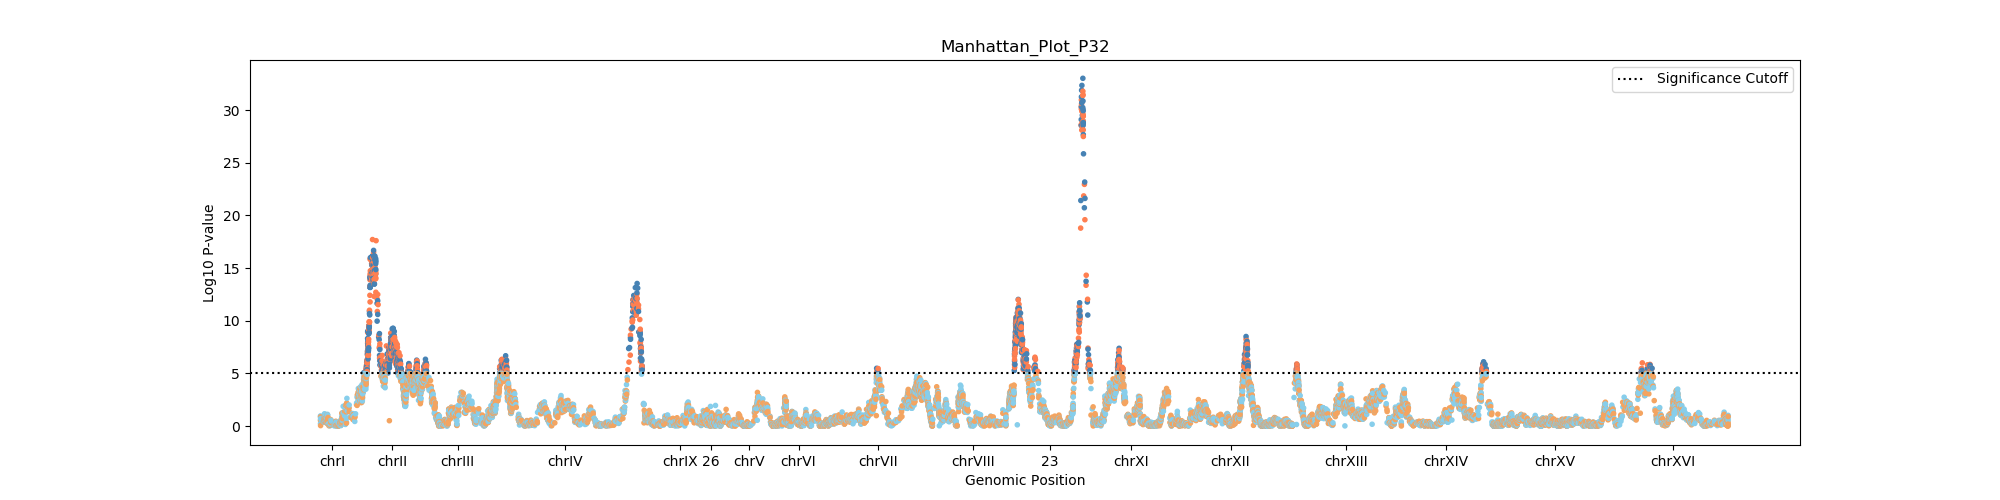 Manhattan_Plot_P32
Significance Cutoff
Log10 P-value
30
25
20
15
10
5
0
chrI chrII chrIII chrIV chrIX 26 chrV chrVI chrVII chrVIII 23 chrXI chrXII chrXIII chrXIV chrXV chrXVI
Genomic Position